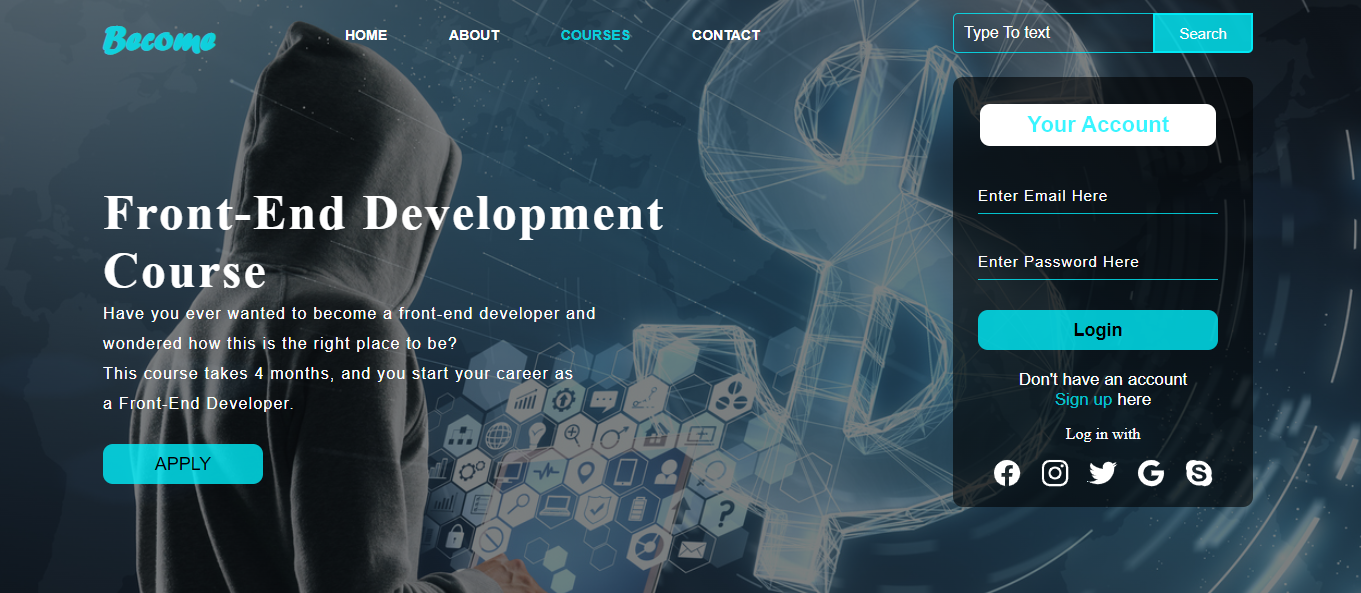 Become
HOME
ABOUT
COURSES
CONTACT
Type To text
Search
Front-End Development
Course
Have you ever wanted to become a front-end developer and
wondered how this is the right place to be?
This course takes 4 months, and you start your career as
a Front-End Developer.
APPLY
Your Account
Enter Email Here
Enter Password Here
Login
Don't have an account
Sign up here
Log in with